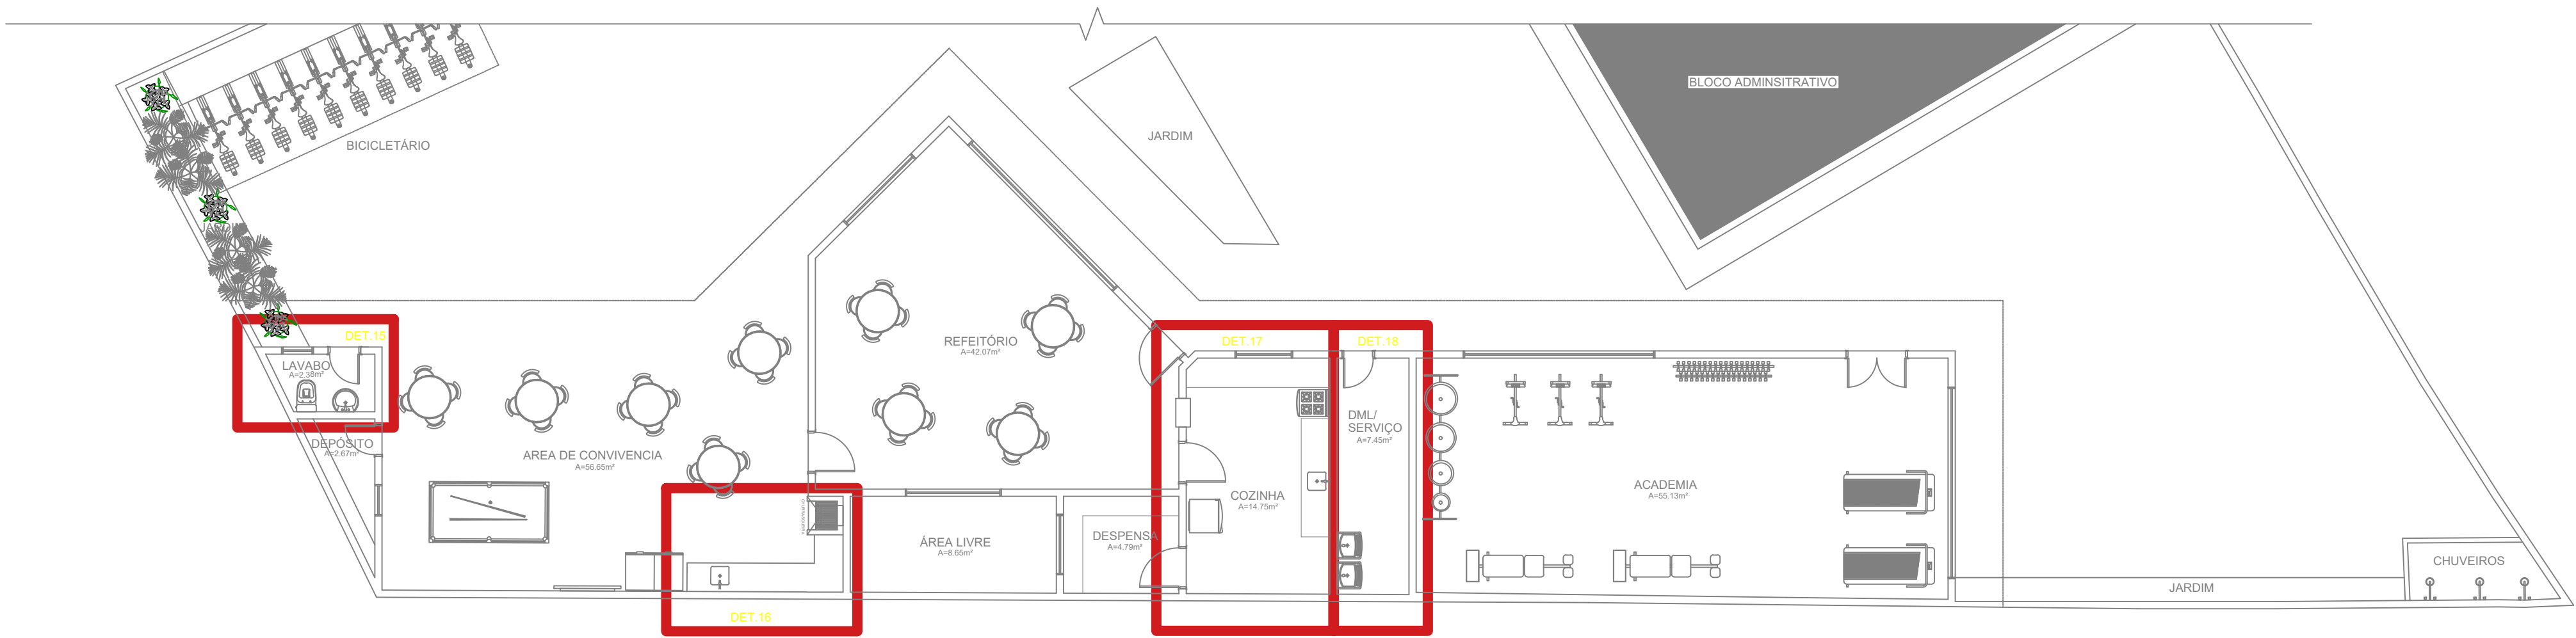 BLOCO ADMINSITRATIVO
JARDIM
BICICLETÁRIO
DET.15
LAVABO
A=2.38m²
DEPÓSITO
A=2.67m²
AREA DE CONVIVENCIA
A=56.65m²
REFEITÓRIO
A=42.07m²
DET.16
ÁREA LIVRE
A=8.65m²
DESPENSA
A=4.79m²
DET.17
COZINHA
A=14.75m²
DET.18
DML/
SERVIÇO
A=7.45m²
ACADEMIA
A=55.13m²
JARDIM
CHUVEIROS